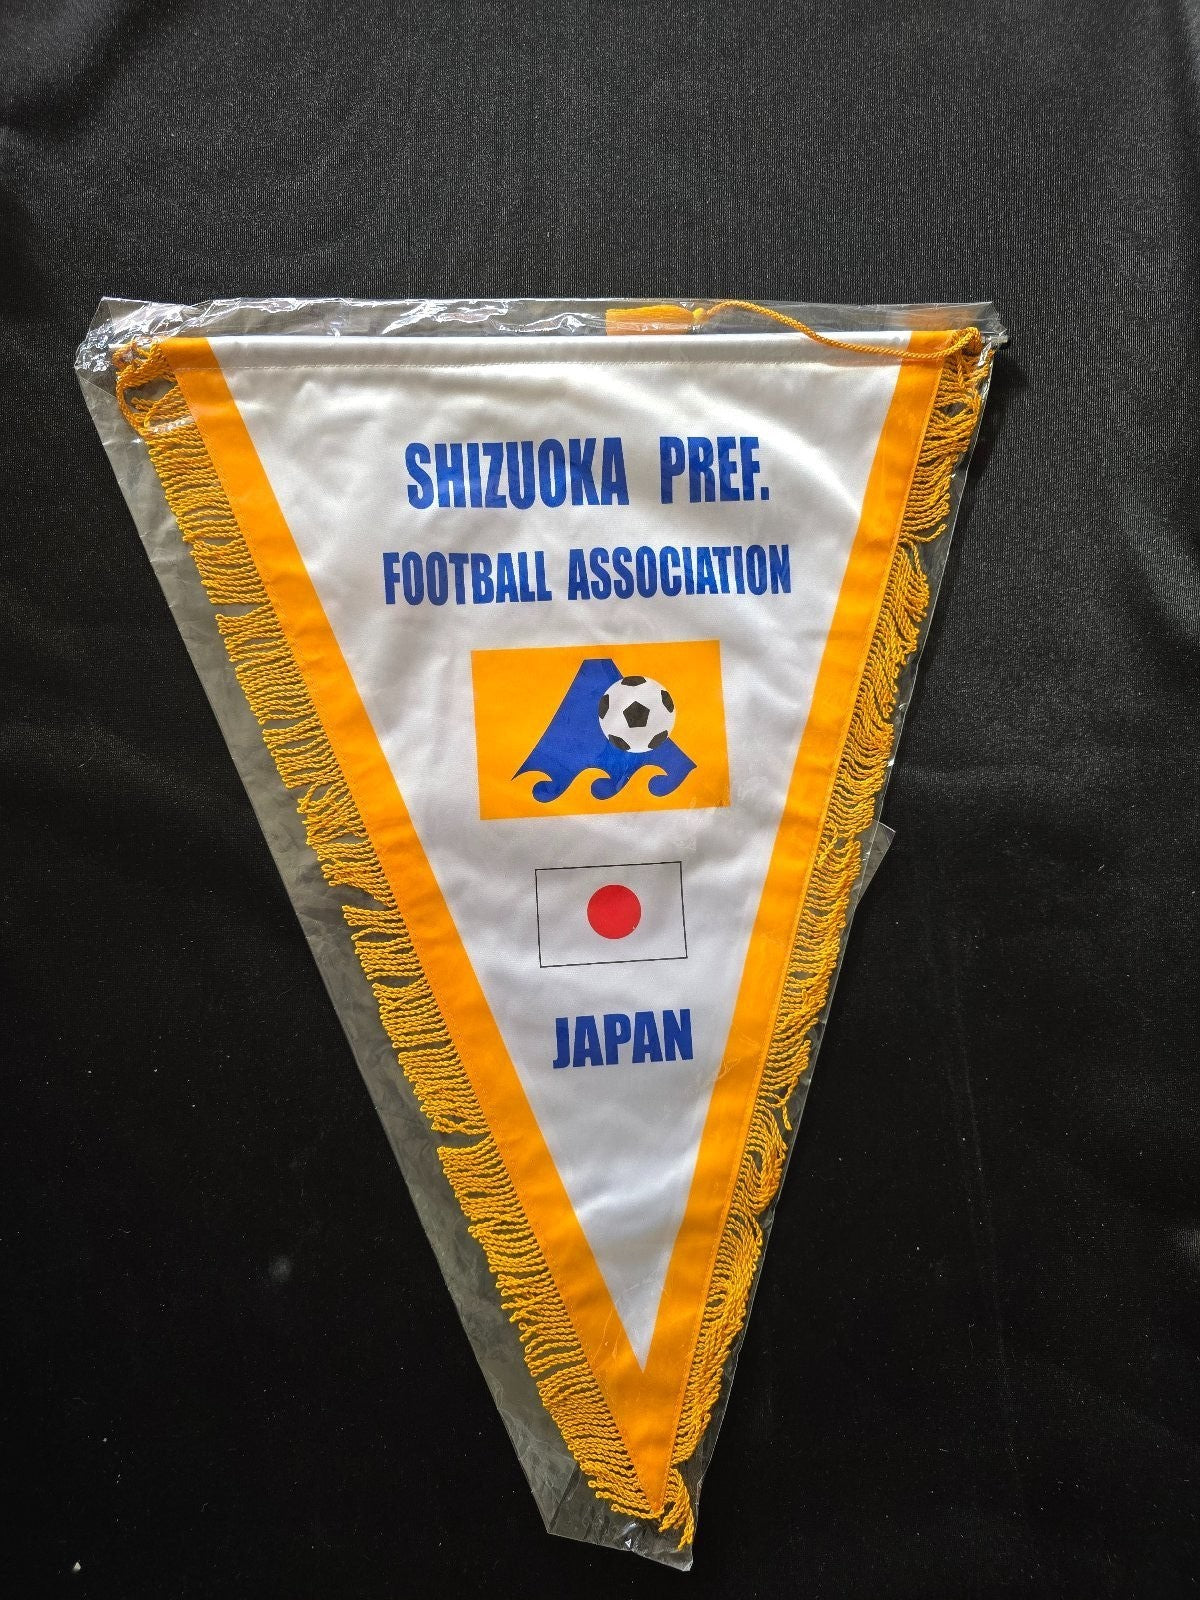 SHIZUOKA PREF.
FOOTBALL ASSOCIATION
JAPAN